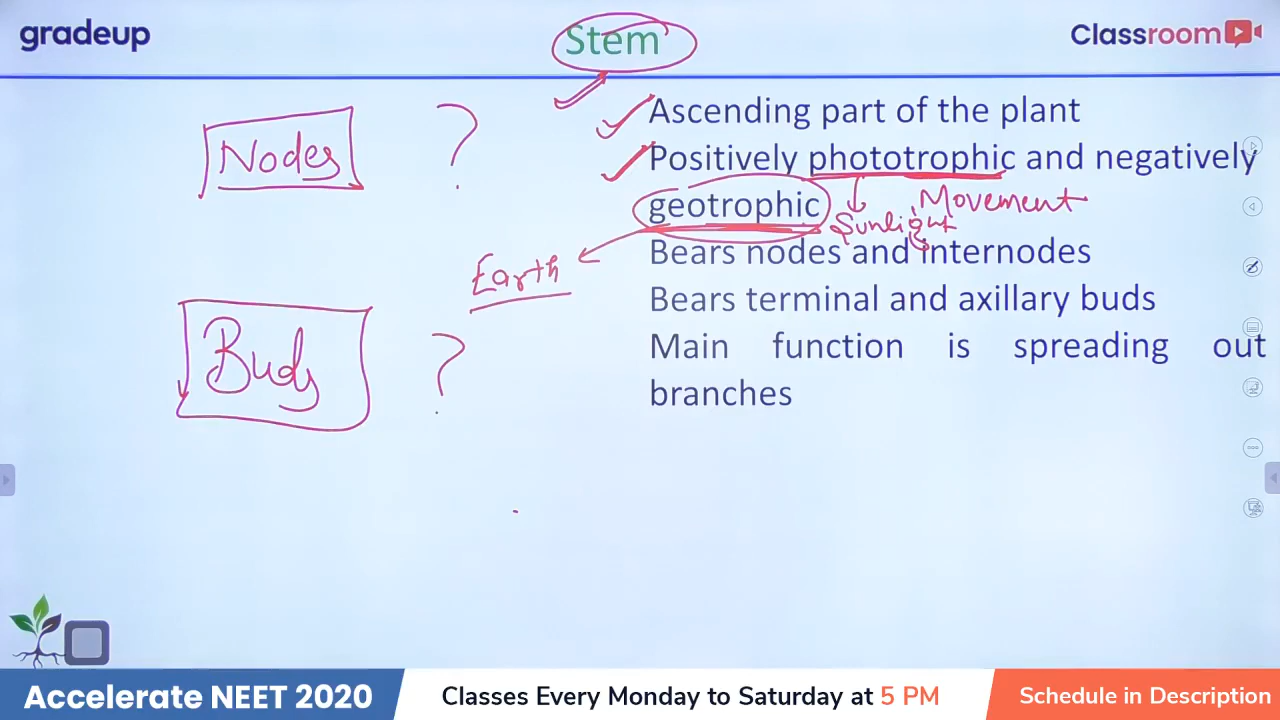 gradeup
Stem
Classroom
Nodes ?
Ascending part of the plant
Positively phototrophic and negatively
geotrophic
Movement
Sunlight
Earth
Bears nodes and internodes
Bears terminal and axillary buds
Buds ?
Main function is spreading out
branches
Accelerate NEET 2020
Classes Every Monday to Saturday at 5 PM
Schedule in Description